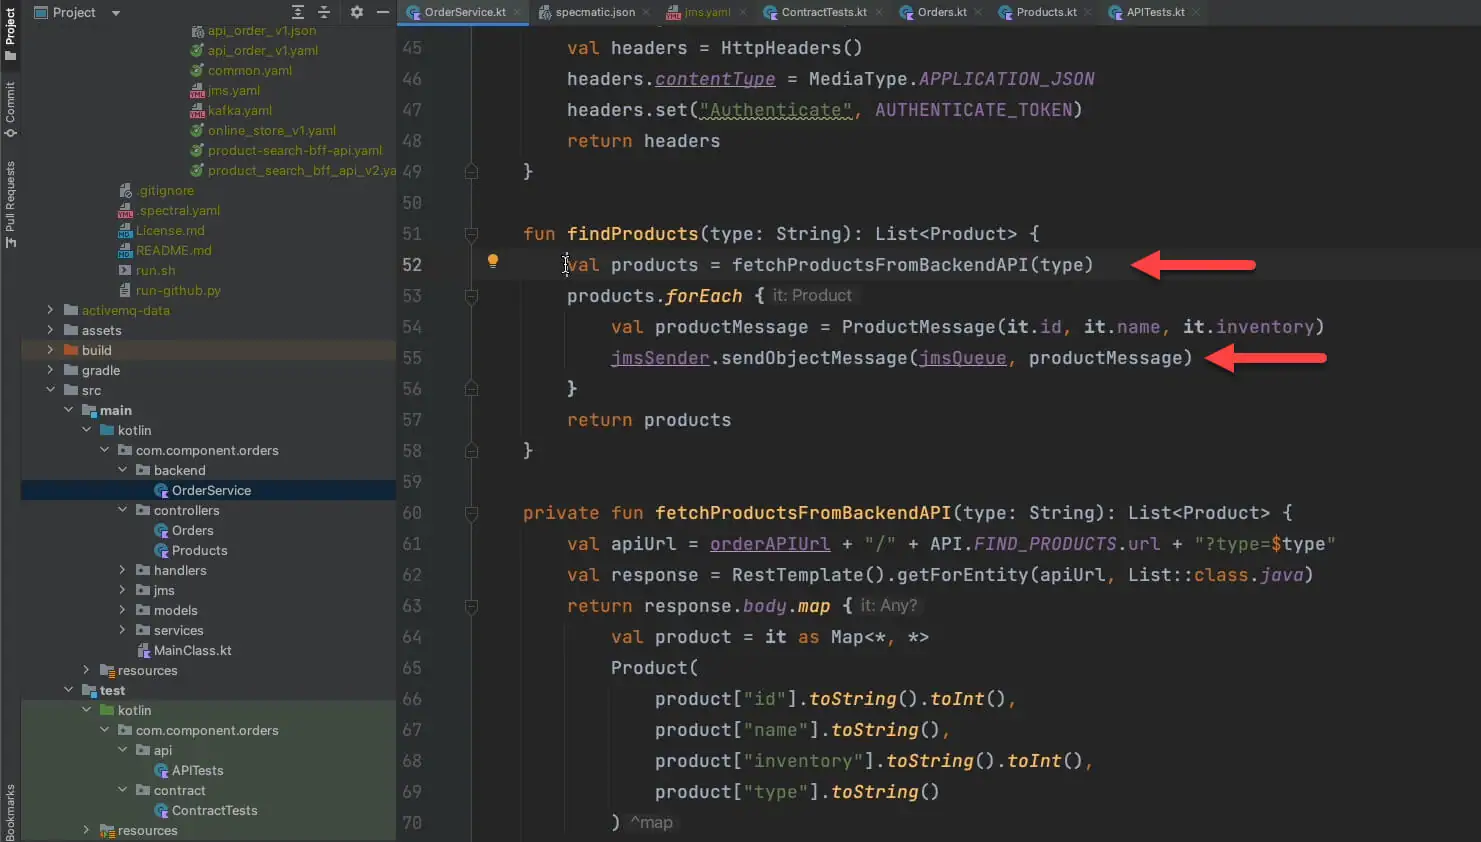 Project
OrderService.kt
specmatic.json
jms.yaml
ContractTests.kt
Orders.kt
Products.kt
APITests.kt
Project
Commit
Pull Requests
Bookmarks
api_order_v1.json
api_order_v1.yaml
common.yaml
jms.yaml
kafka.yaml
online_store_v1.yaml
product-search-bff-api.yaml
product_search_bff_api_v2.ya
.gitignore
.spectral.yaml
License.md
README.md
run.sh
run-github.py
activemq-data
assets
build
gradle
src
main
kotlin
com.component.orders
backend
OrderService
controllers
Orders
Products
handlers
jms
models
services
MainClass.kt
resources
test
kotlin
com.component.orders
api
APITests
contract
ContractTests
resources
45 val headers = HttpHeaders()
46 headers.contentType = MediaType.APPLICATION_JSON
47 headers.set("Authenticate", AUTHENTICATE_TOKEN)
48 return headers
49 }
50
51 fun findProducts(type: String): List<Product> {
52 val products = fetchProductsFromBackendAPI(type)
53 products.forEach { it: Product
54 val productMessage = ProductMessage(it.id, it.name, it.inventory)
55 jmsSender.sendObjectMessage(jmsQueue, productMessage)
56 }
57 return products
58 }
59
60 private fun fetchProductsFromBackendAPI(type: String): List<Product> {
61 val apiUrl = orderAPIUrl + "/" + API.FIND_PRODUCTS.url + "?type=$type"
62 val response = RestTemplate().getForEntity(apiUrl, List::class.java)
63 return response.body.map { it: Any?
64 val product = it as Map<*, *>
65 Product(
66 product["id"].toString().toInt(),
67 product["name"].toString(),
68 product["inventory"].toString().toInt(),
69 product["type"].toString()
70 ) ^map